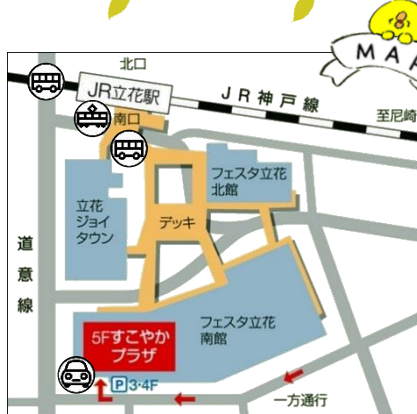 MAA
北口
JR立花駅
JR神戸線
至尼崎
南口
フェスタ立花
北館
立花
ジョイ
タウン
デッキ
道意線
フェスタ立花
南館
5Fすこやか
プラザ
P3・4F
一方通行